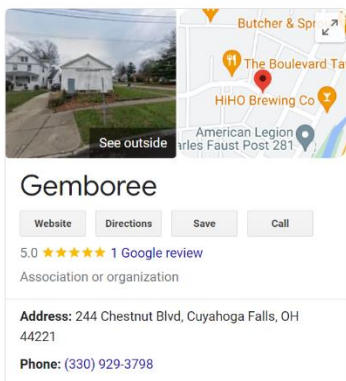 Butcher & Sp
The Boulevard Ta
HiHO Brewing Co
American Legion
rles Faust Post 281
See outside
Gemboree
Website Directions Save Call
5.0 1 Google review
Association or organization
Address: 244 Chestnut Blvd, Cuyahoga Falls, OH
44221
Phone: (330) 929-3798